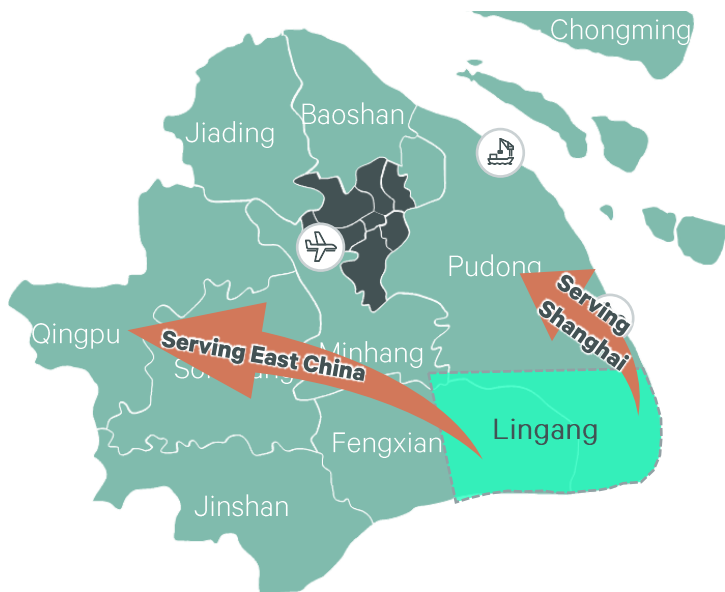 Chongming
Baoshan
Jiading
Pudong
Serving
Shanghai
Qingpu
Serving East China
Minhang
Lingang
Fengxian
Jinshan